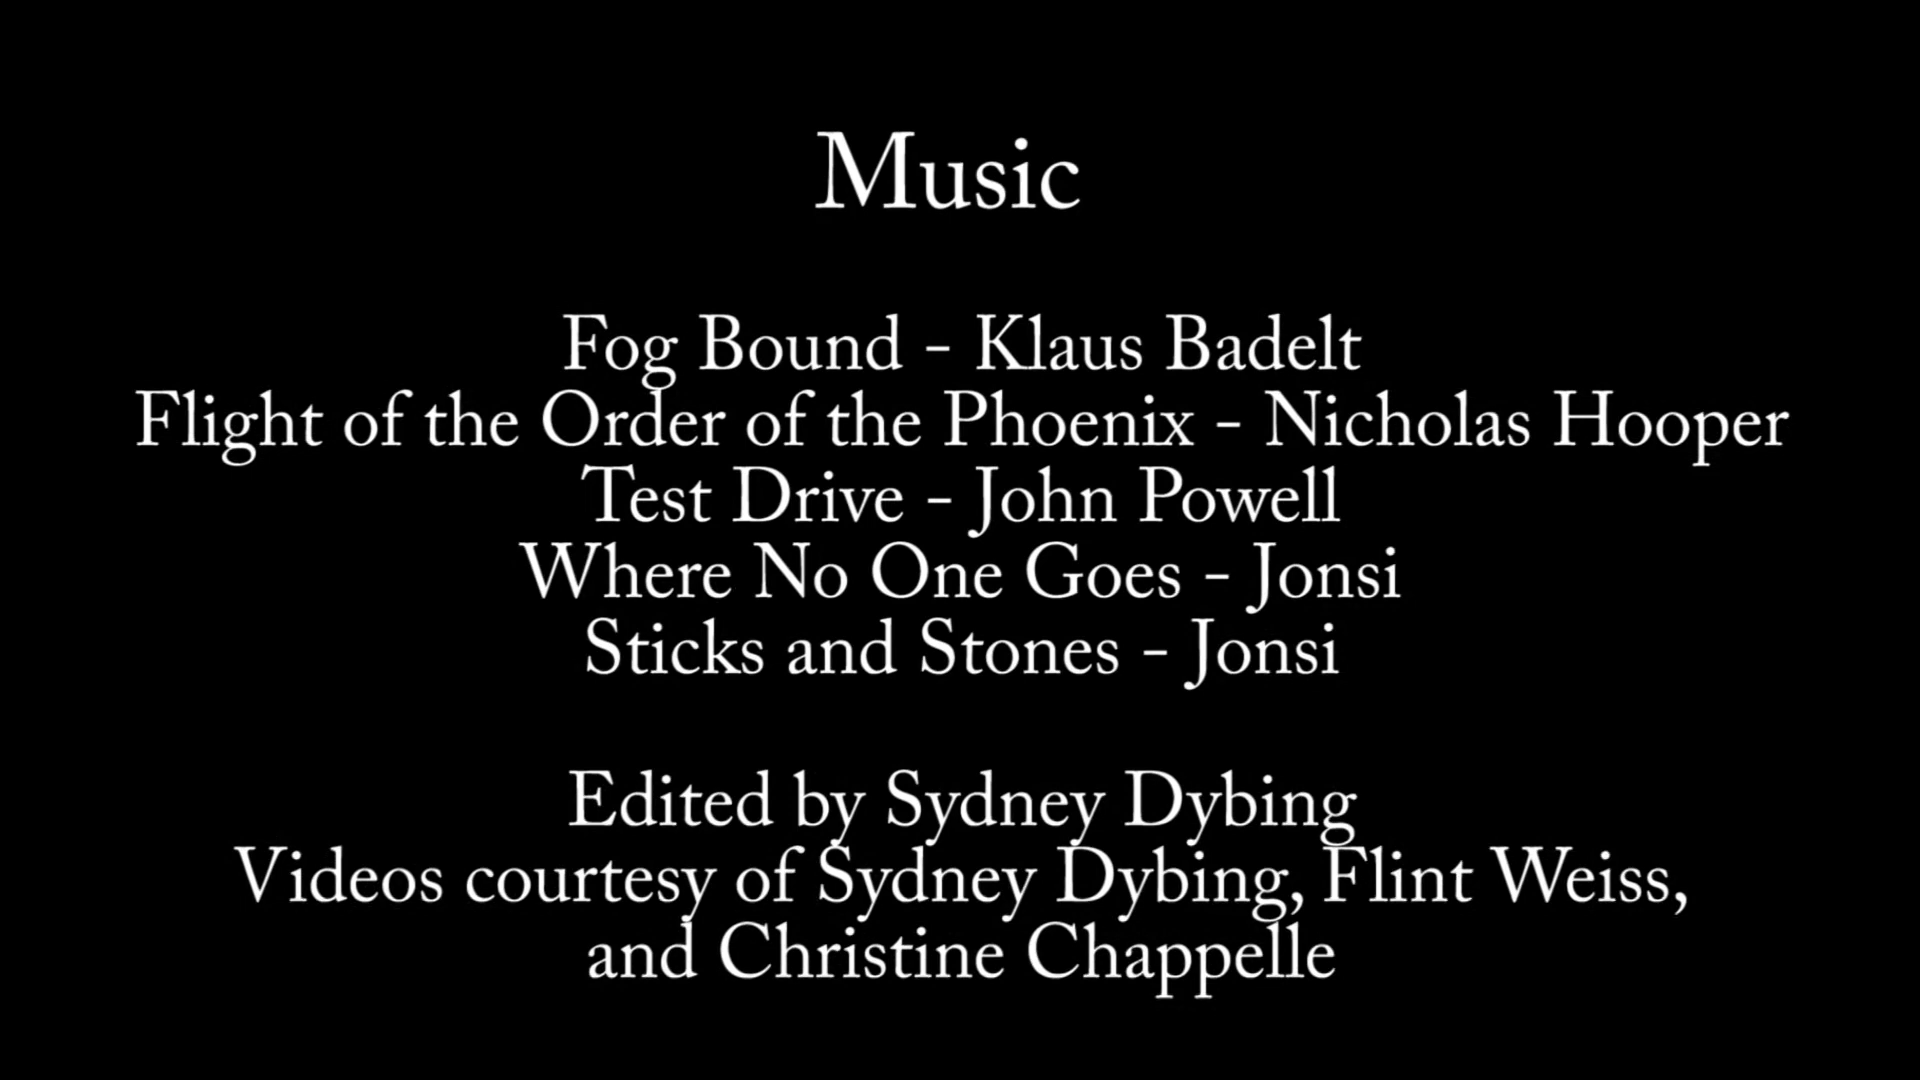 Music
Fog Bound - Klaus Badelt
Flight of the Order of the Phoenix - Nicholas Hooper
Test Drive - John Powell
Where No One Goes - Jonsi
Sticks and Stones - Jonsi
Edited by Sydney Dybing
Videos courtesy of Sydney Dybing, Flint Weiss,
and Christine Chappelle